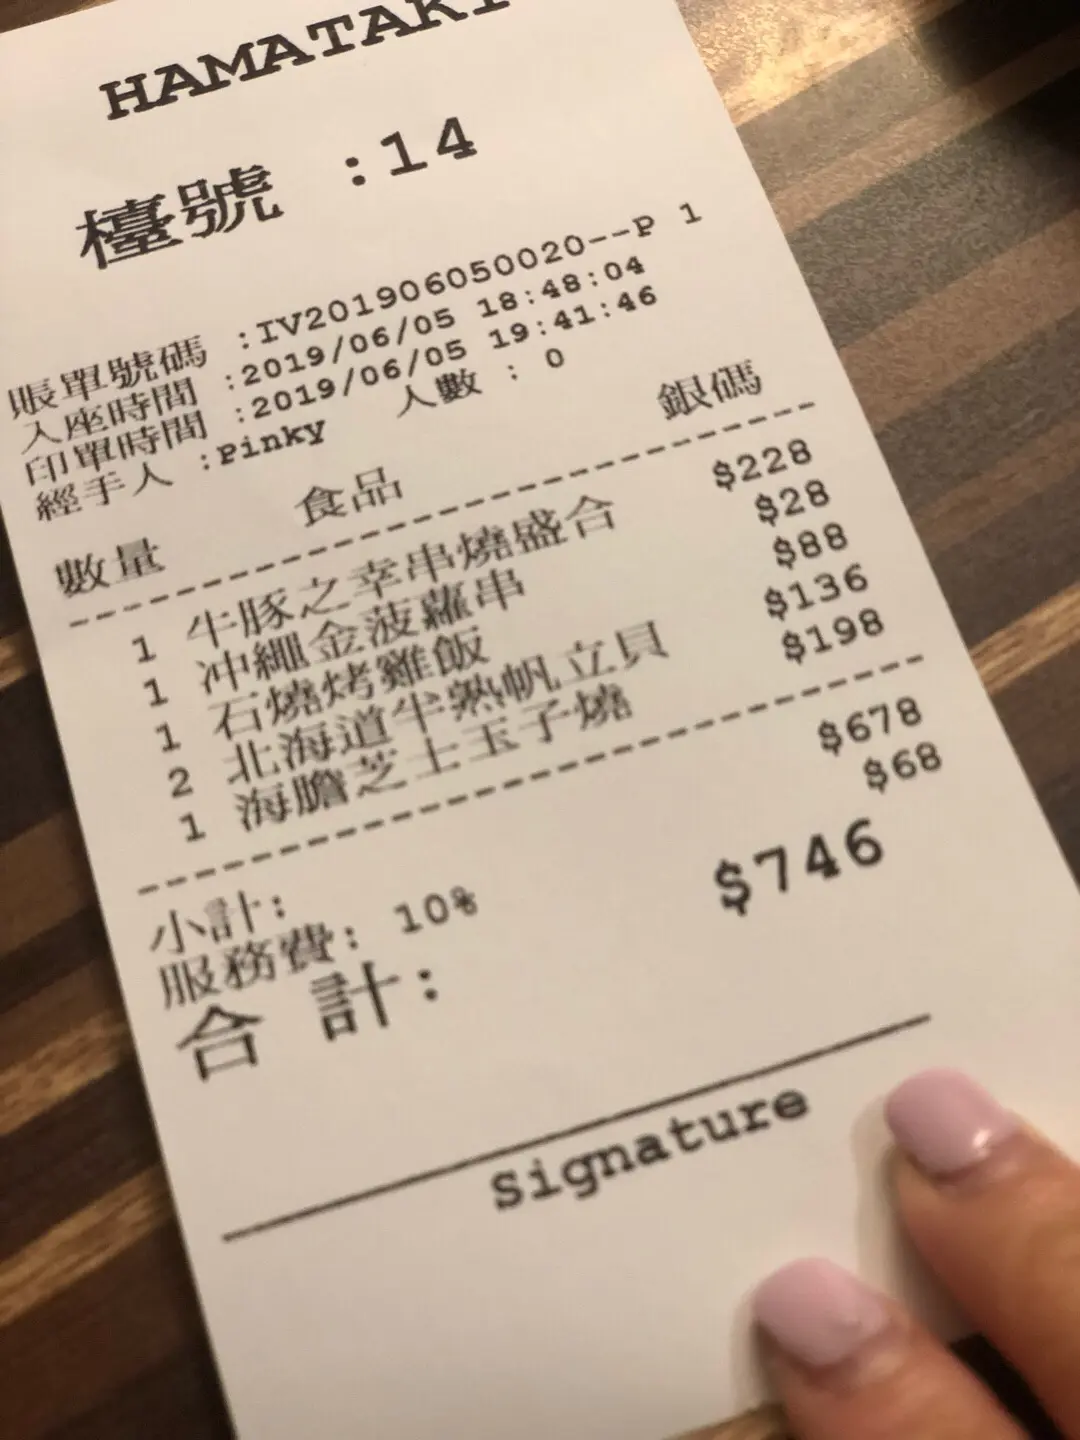 HAMATAKI
檯號 :14
賬單號碼 :IV201906050020--P 1
入座時間 :2019/06/05 18:48:04
印單時間 :2019/06/05 19:41:46
經手人 :Pinky 人數 : 0
數量 食品 銀碼
1 牛豚之幸串燒盛合 $228
1 沖繩金菠蘿串 $28
1 石燒烤雞飯 $88
2 北海道半熟帆立貝 $136
1 海膽芝士玉子燒 $198
小計: $678
服務費: 10% $68
合 計: $746
Signature